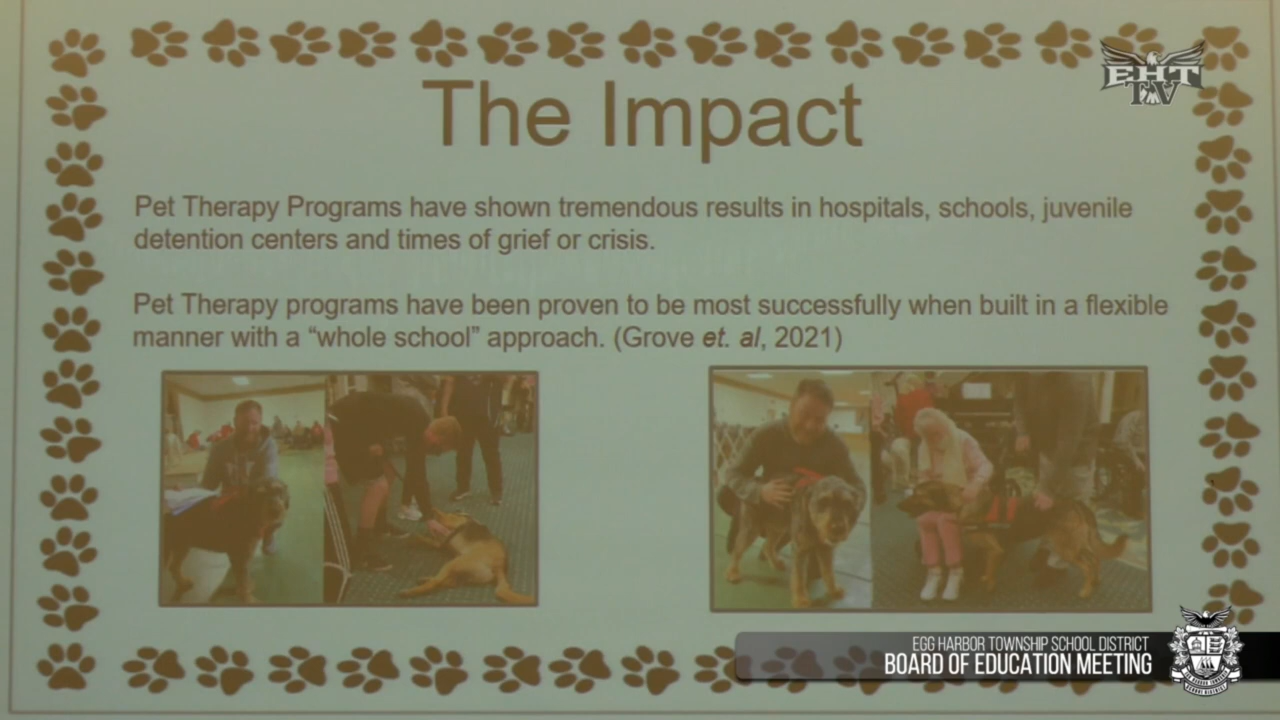 EHT
TV
The Impact
Pet Therapy Programs have shown tremendous results in hospitals, schools, juvenile
detention centers and times of grief or crisis.
Pet Therapy programs have been proven to be most successfully when built in a flexible
manner with a “whole school” approach. (Grove et. al, 2021)
EGG HARBOR TOWNSHIP SCHOOL DISTRICT
BOARD OF EDUCATION MEETING